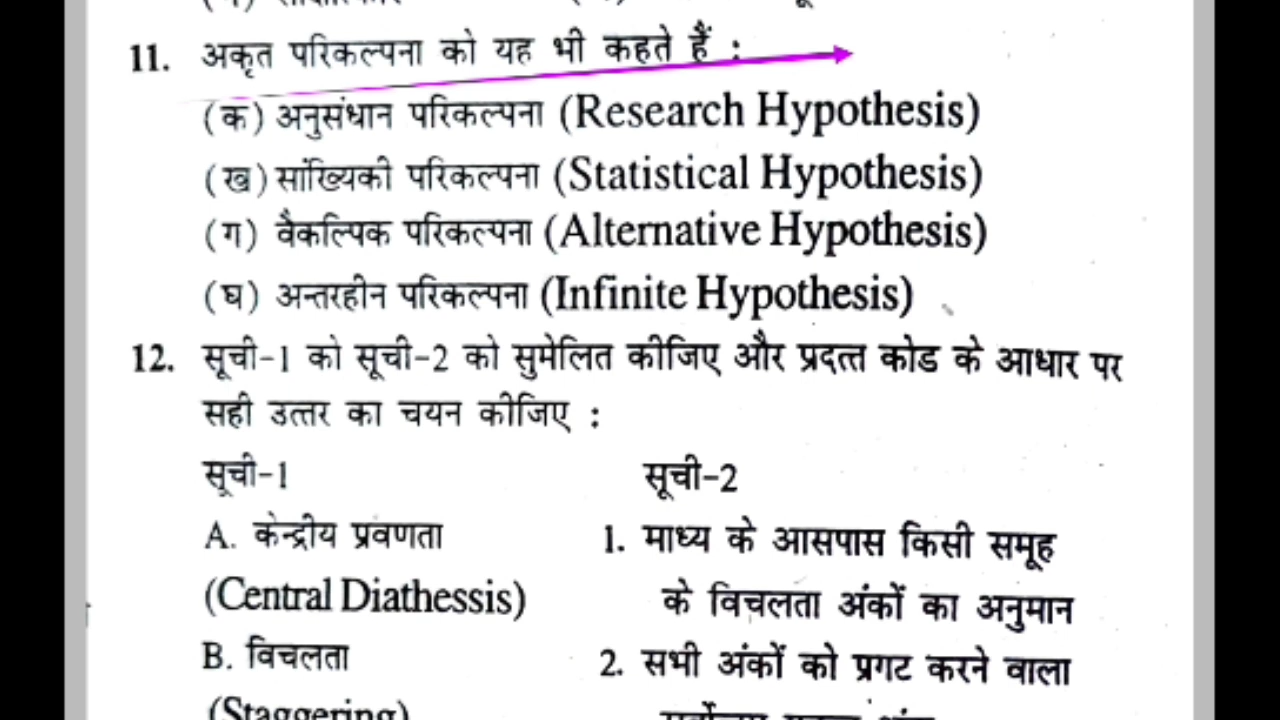 11. अकृत परिकल्पना को यह भी कहते हैं :
(क) अनुसंधान परिकल्पना (Research Hypothesis)
(ख) सांख्यिकी परिकल्पना (Statistical Hypothesis)
(ग) वैकल्पिक परिकल्पना (Alternative Hypothesis)
(घ) अन्तरहीन परिकल्पना (Infinite Hypothesis)
12. सूची-1 को सूची-2 को सुमेलित कीजिए और प्रदत्त कोड के आधार पर
सही उत्तर का चयन कीजिए :
सूची-1 सूची-2
A. केन्द्रीय प्रवणता 1. माध्य के आसपास किसी समूह
(Central Diathessis) के विचलता अंकों का अनुमान
B. विचलता 2. सभी अंकों को प्रगट करने वाला
(Staggering)